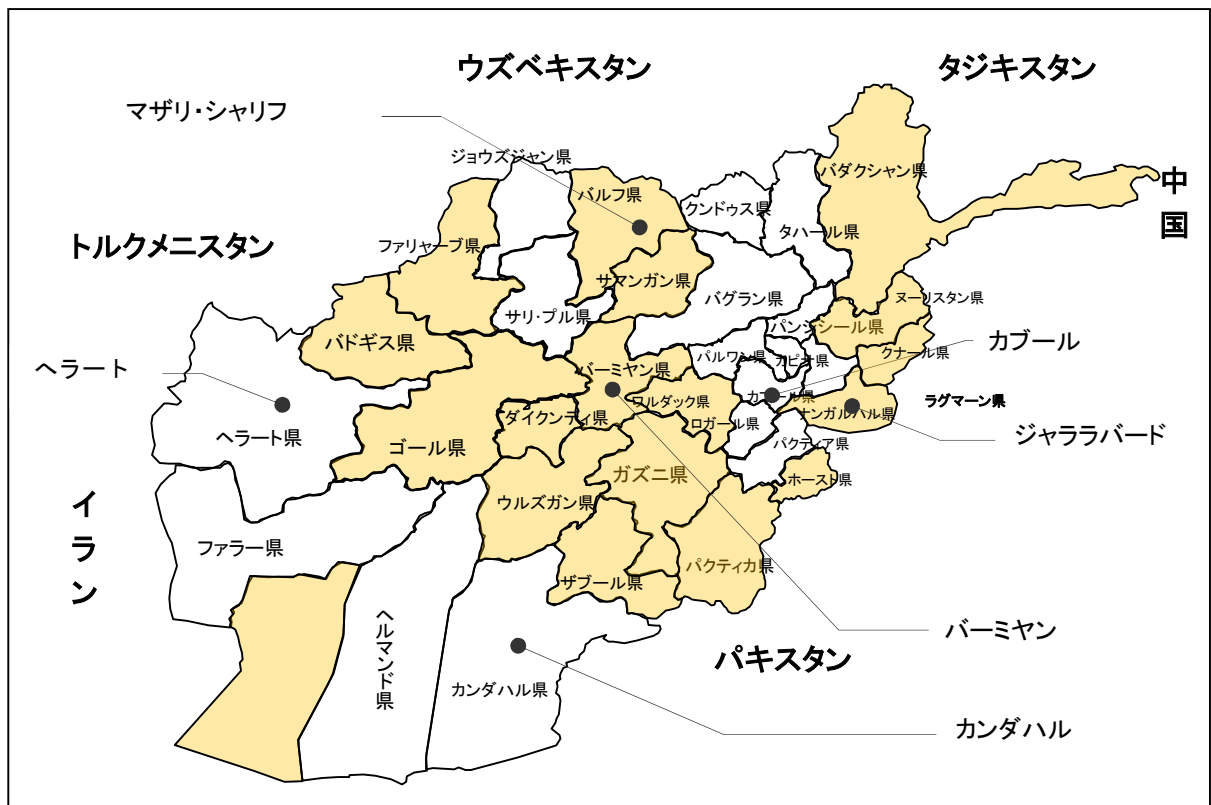 ウズベキスタン
タジキスタン
マザリ・シャリフ
ジョウズジャン県
バダクシャン県
中国
バルフ県
クンドゥス県
タハール県
トルクメニスタン
ファリャーブ県
サマンガン県
バグラン県
ヌーリスタン県
サリ・プル県
パンシシール県
バドギス県
カブール
クナール県
パルワン県
カピサ県
ヘラート
バーミヤン県
ワルダック県
カブール県
ラグマーン県
ダイクンディ県
ナンガルハル県
ロガール県
ヘラート県
ゴール県
パクティア県
ジャララバード
ガズニ県
ホースト県
ウルズガン県
イラン
ファラー県
パクティカ県
ザブール県
ヘルマンド県
バーミヤン
パキスタン
カンダハル県
カンダハル